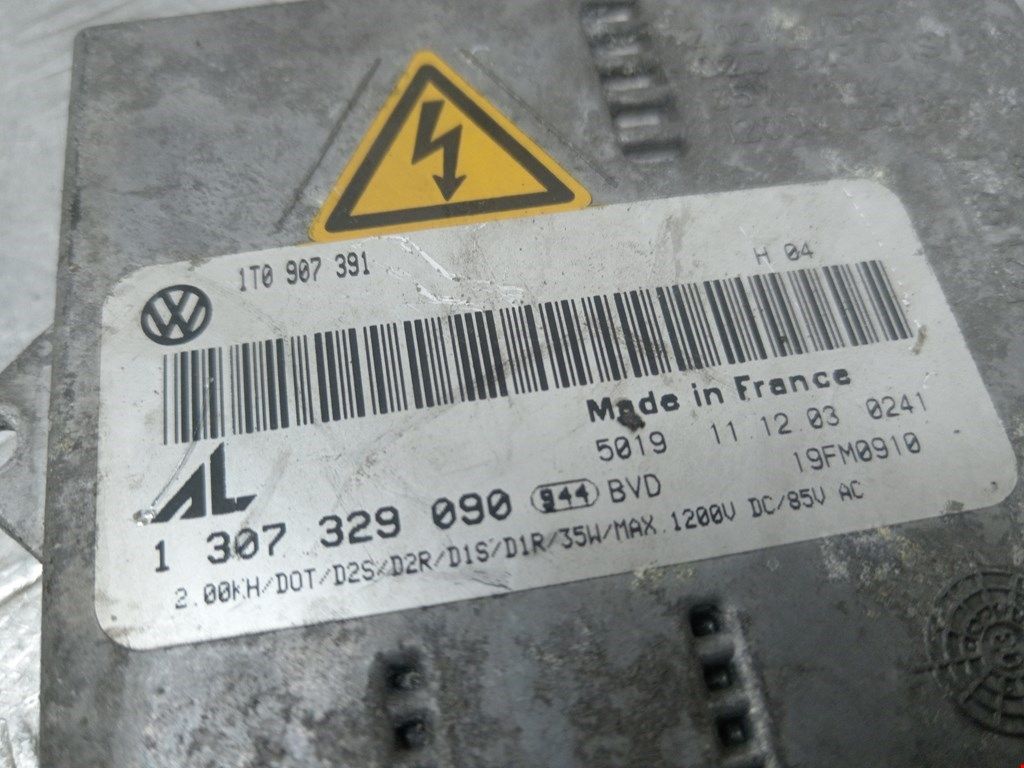 1T0 907 391
H 04
Made in France
5019 11.12.03 0241
19FM0910
AL
1 307 329 090 944 BVD
2.00KH/DOT/D2S/D2R/D1S/D1R/35W/MAX.1200V DC/85V AC